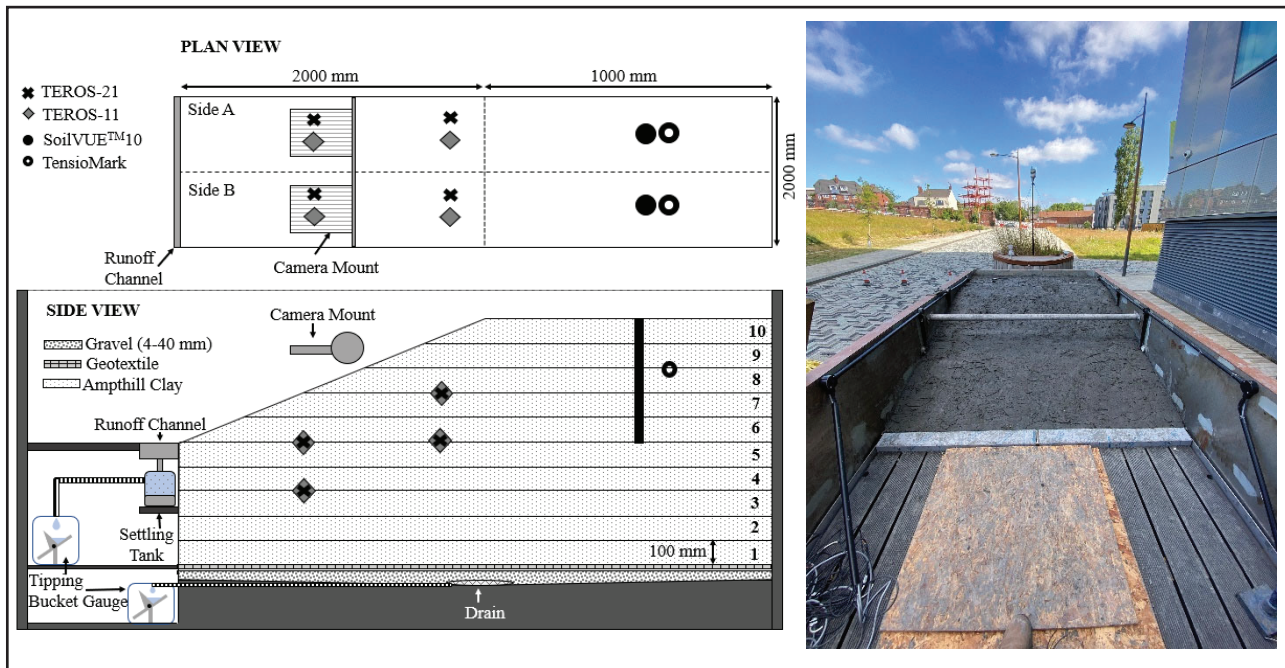 PLAN VIEW
2000 mm
1000 mm
TEROS-21
TEROS-11
SoilVUE™10
TensioMark
Side A
Side B
2000 mm
Runoff
Channel
Camera Mount
SIDE VIEW
Gravel (4-40 mm)
Geotextile
Ampthill Clay
Camera Mount
Runoff Channel
10
9
8
7
6
5
4
3
2
1
100 mm
Settling
Tank
Tipping
Bucket Gauge
Drain